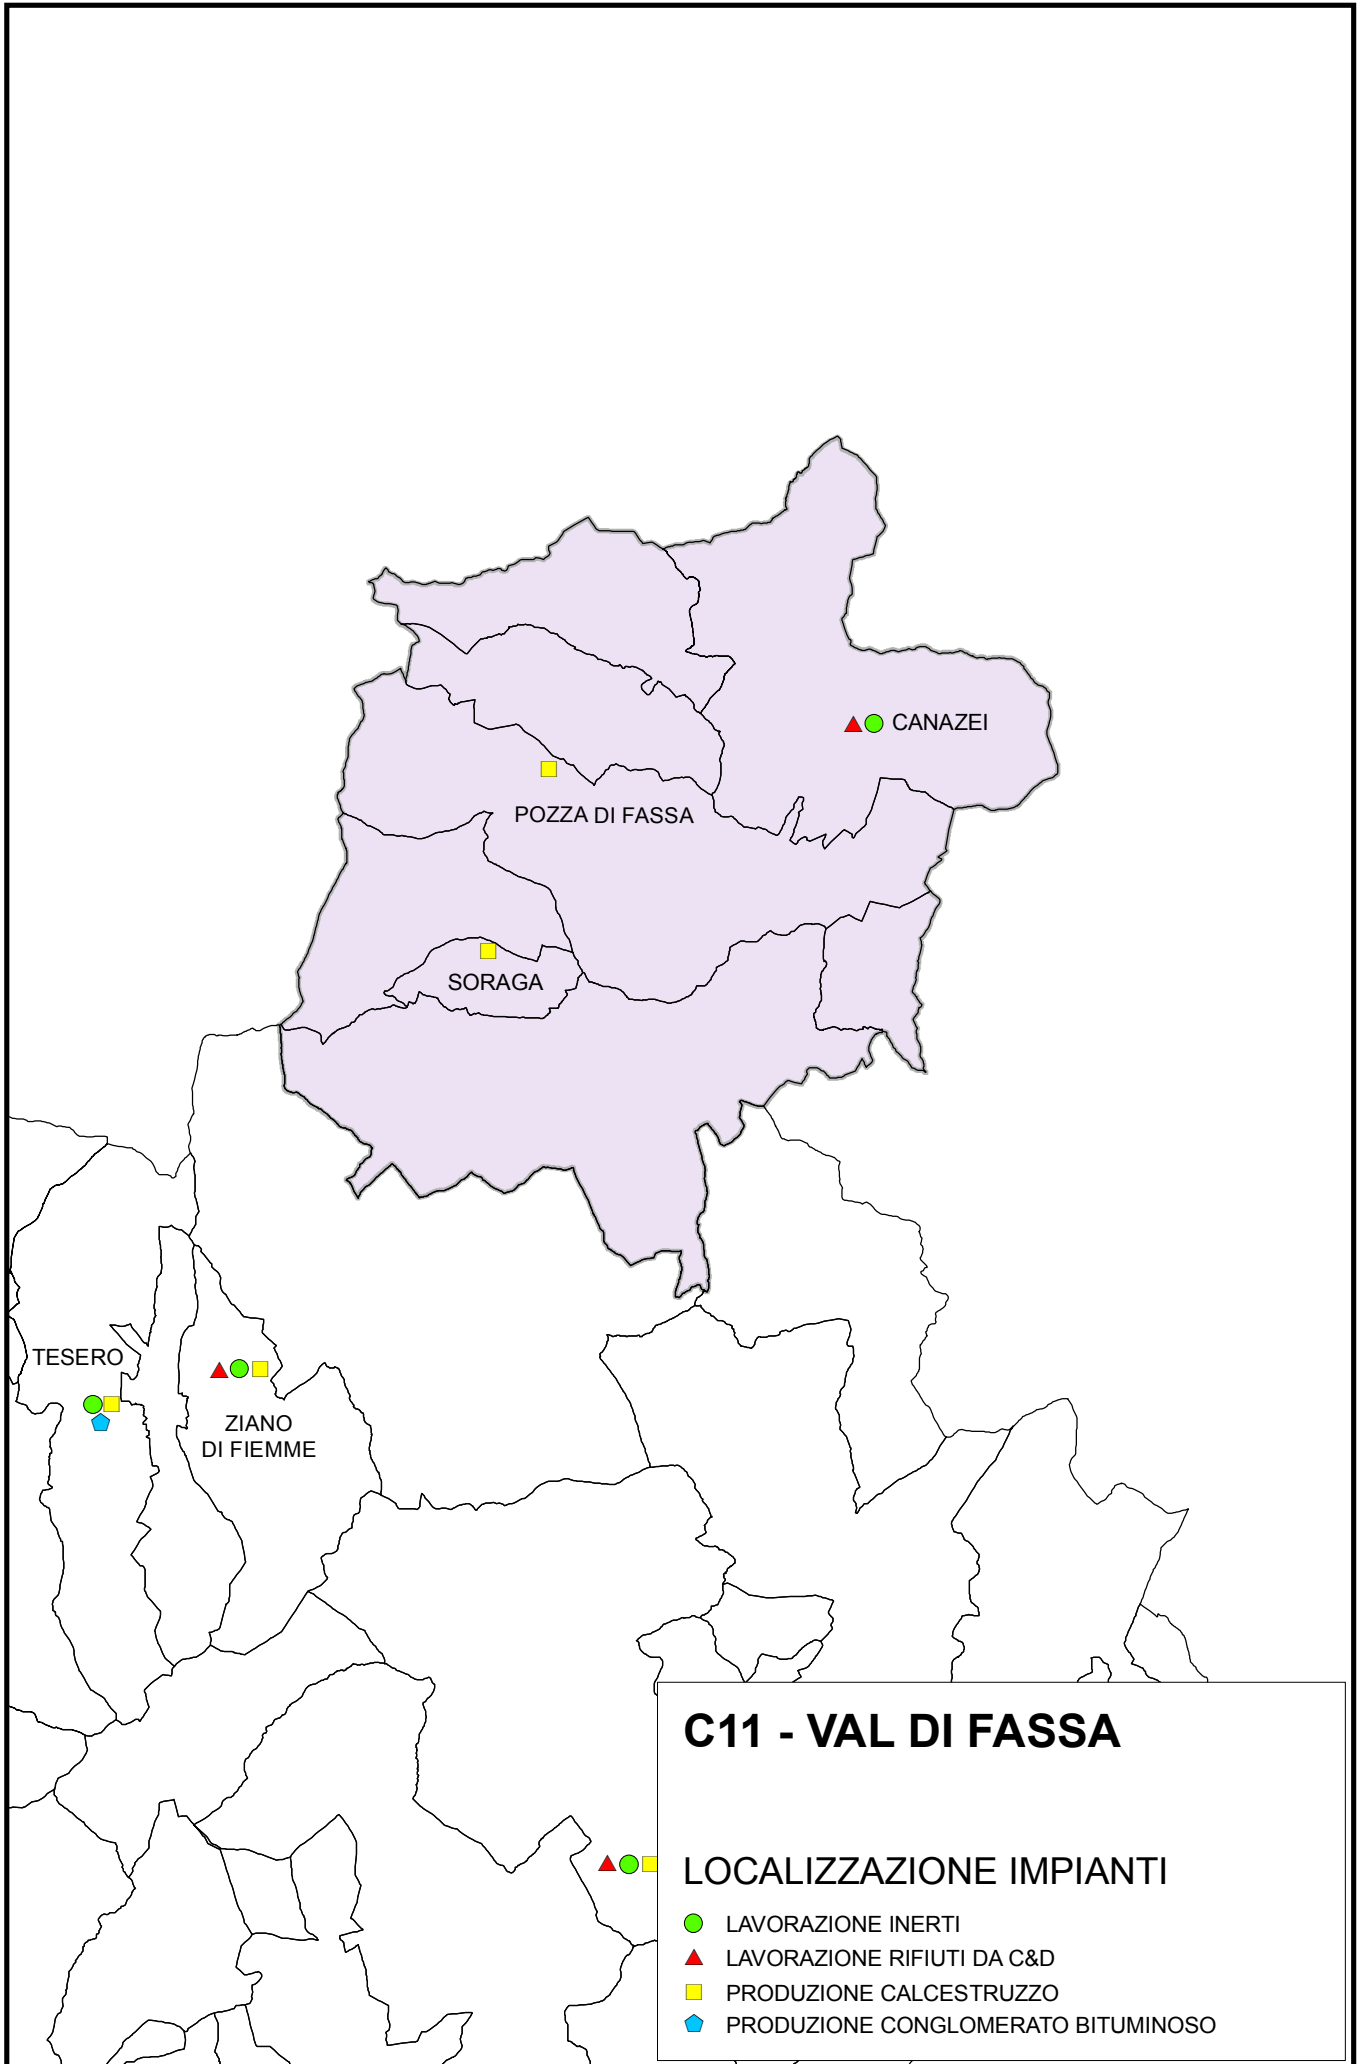 CANAZEI
POZZA DI FASSA
SORAGA
TESERO
ZIANO
DI FIEMME
C11 - VAL DI FASSA
LOCALIZZAZIONE IMPIANTI
LAVORAZIONE INERTI
LAVORAZIONE RIFIUTI DA C&D
PRODUZIONE CALCESTRUZZO
PRODUZIONE CONGLOMERATO BITUMINOSO